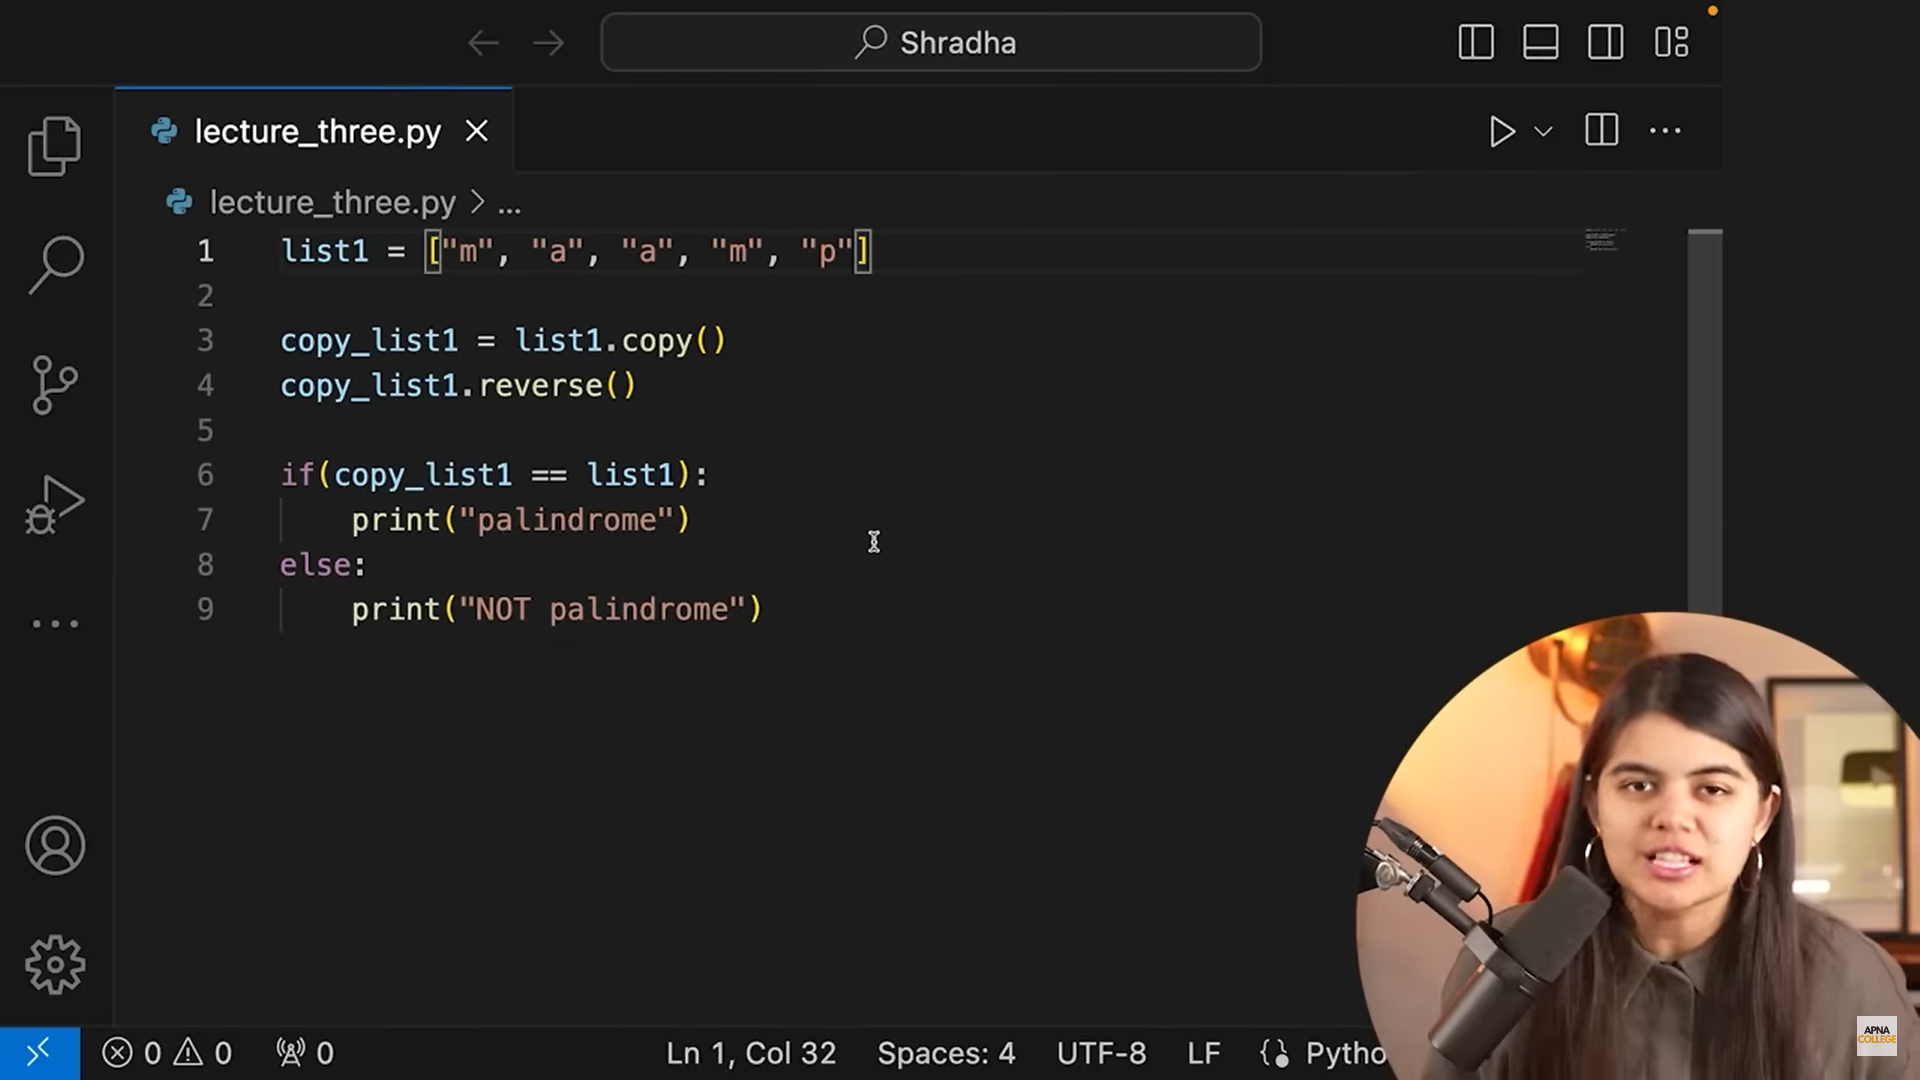 Shradha
lecture_three.py
lecture_three.py > ...
1 list1 = ["m", "a", "a", "m", "p"]
2
3 copy_list1 = list1.copy()
4 copy_list1.reverse()
5
6 if(copy_list1 == list1):
7     print("palindrome")
8 else:
9     print("NOT palindrome")
0 0 0 Ln 1, Col 32 Spaces: 4 UTF-8 LF Pytho
APNA
COLLEGE